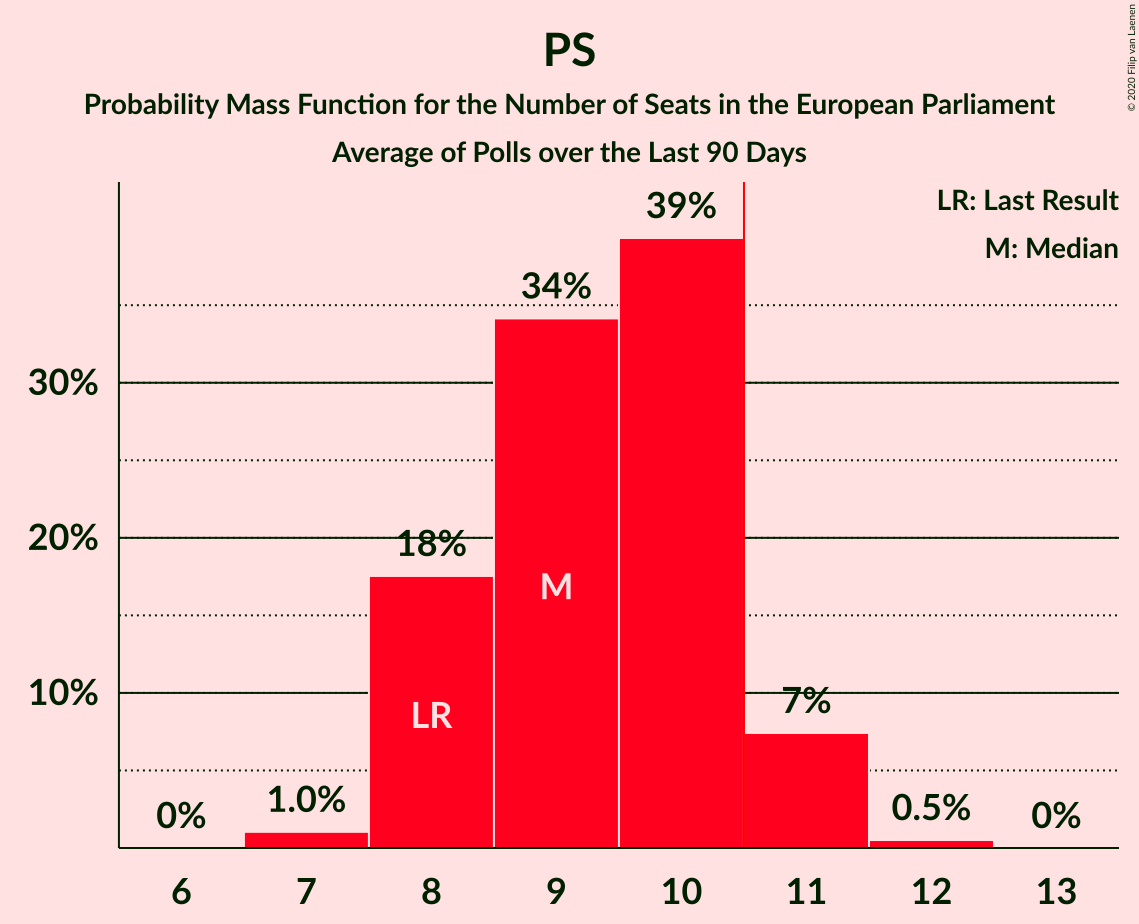 PS
Probability Mass Function for the Number of Seats in the European Parliament
Average of Polls over the Last 90 Days
© 2020 Filip van Laenen
LR: Last Result
M: Median
39%
34%
30%
20%
18%
M
10%
LR
7%
0%
1.0%
0.5%
0%
6 7 8 9 10 11 12 13